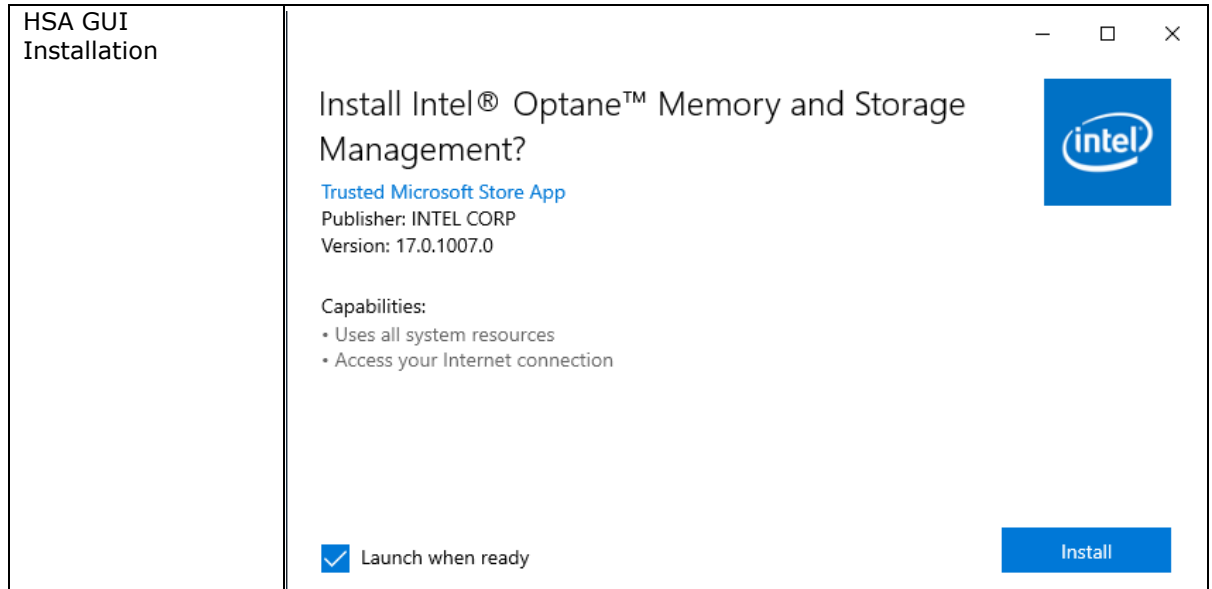 HSA GUI
Installation
Install Intel® Optane™ Memory and Storage
Management?
intel
Trusted Microsoft Store App
Publisher: INTEL CORP
Version: 17.0.1007.0
Capabilities:
• Uses all system resources
• Access your Internet connection
Launch when ready
Install